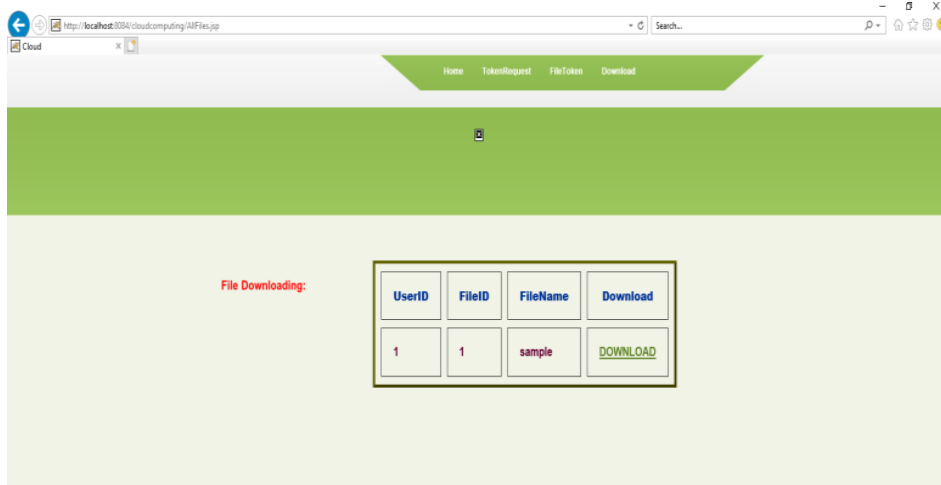 http://localhost:8084/cloudcomputing/AllFiles.jsp Search...
Cloud
Home TokenRequest FileToken Download
File Downloading:
UserID FileID FileName Download
1 1 sample DOWNLOAD